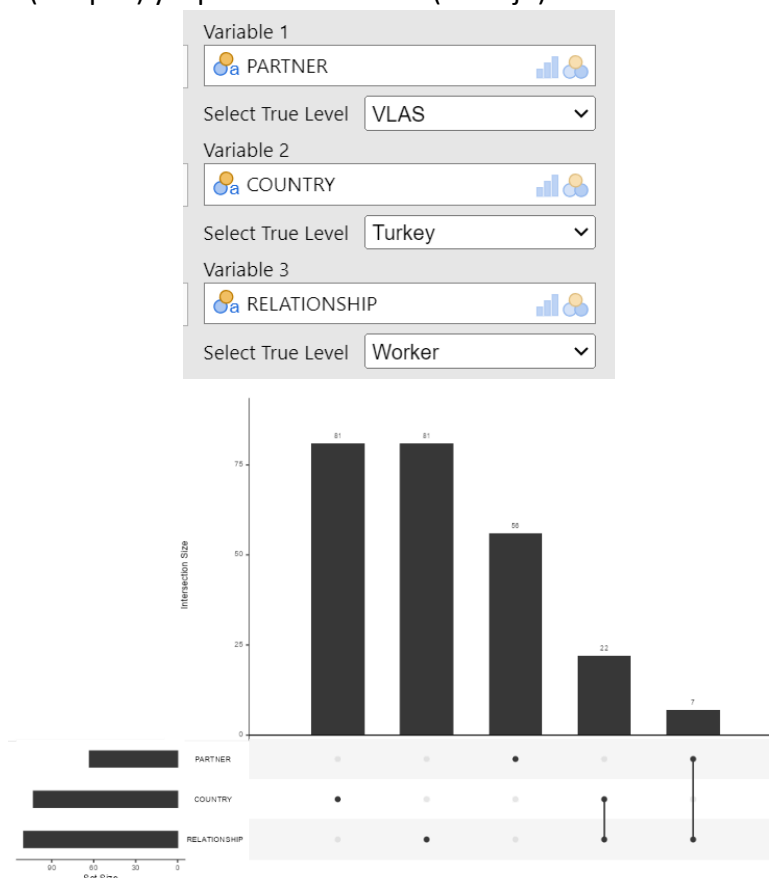 Variable 1
PARTNER
Select True Level VLAS
Variable 2
COUNTRY
Select True Level Turkey
Variable 3
RELATIONSHIP
Select True Level Worker
81 81 56 22 7
75
50
25
0
Intersection Size
PARTNER
COUNTRY
RELATIONSHIP
90 60 30 0
Set Size